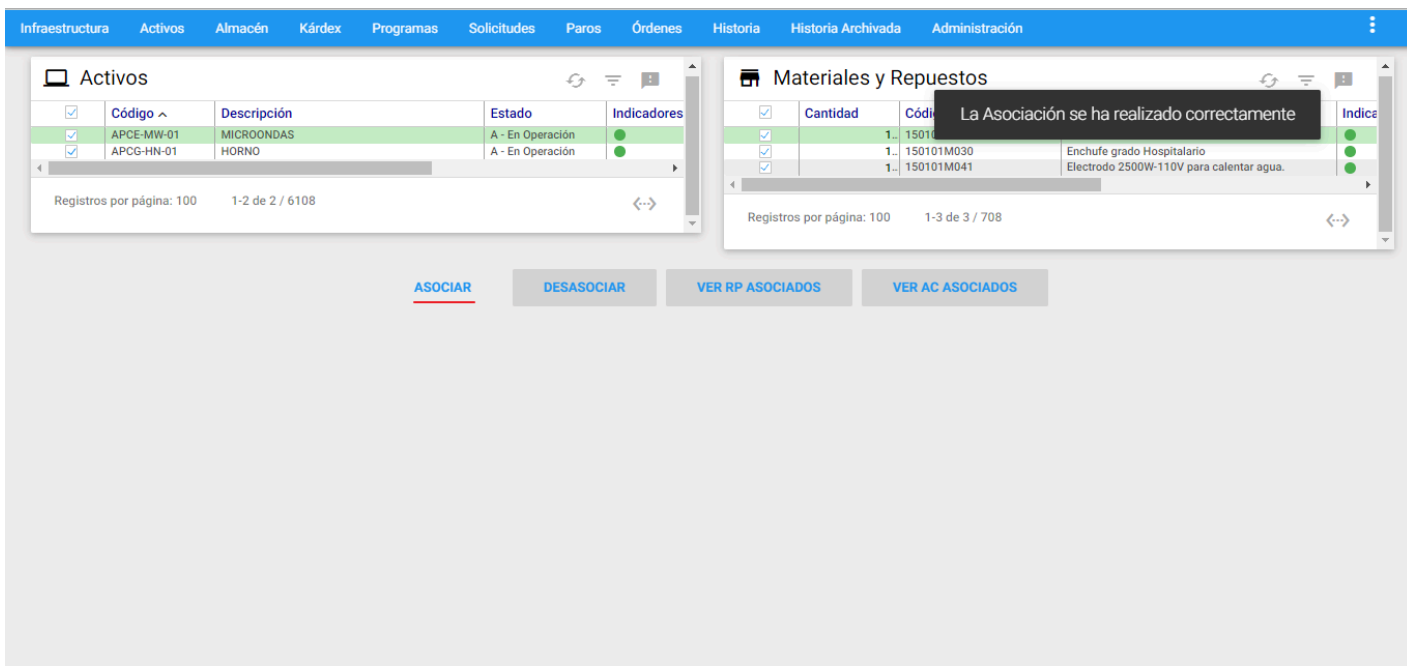 Infraestructura Activos Almacén Kárdex Programas Solicitudes Paros Órdenes Historia Historia Archivada Administración
Activos
Código Descripción Estado Indicadores
APCE-MW-01 MICROONDAS A - En Operación
APCG-HN-01 HORNO A - En Operación
Registros por página: 100 1-2 de 2 / 6108
Materiales y Repuestos
La Asociación se ha realizado correctamente
Cantidad Códi Indica
1.. 1501
1.. 150101M030 Enchufe grado Hospitalario
1.. 150101M041 Electrodo 2500W-110V para calentar agua.
Registros por página: 100 1-3 de 3 / 708
ASOCIAR DESASOCIAR VER RP ASOCIADOS VER AC ASOCIADOS